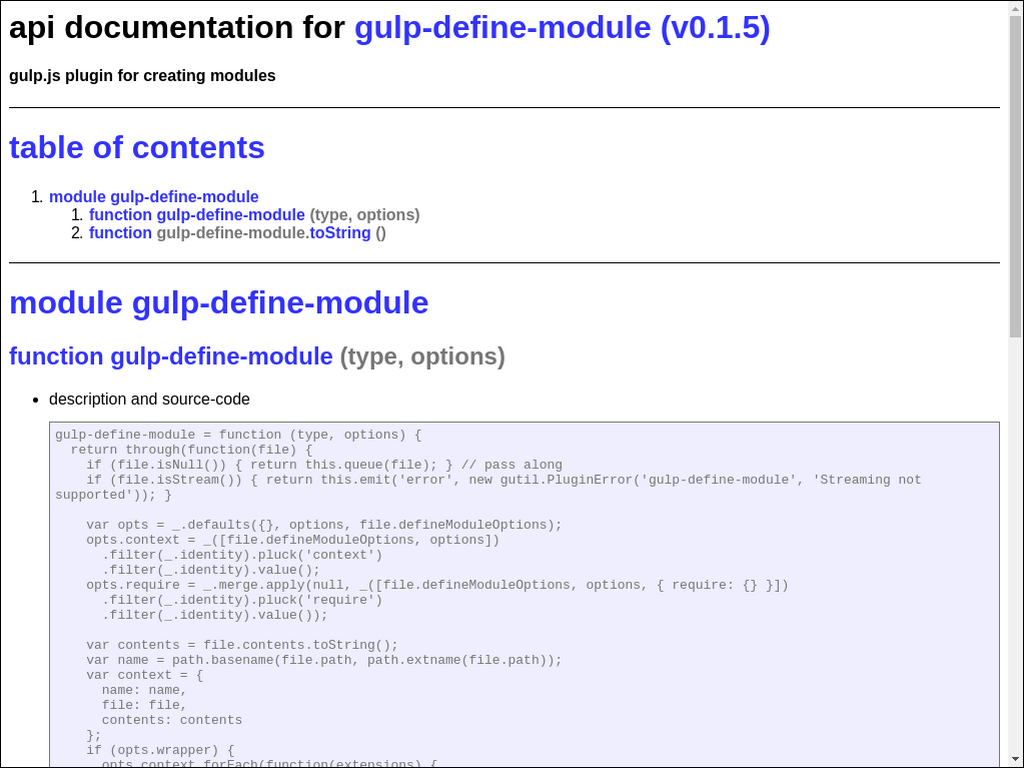 api documentation for gulp-define-module (v0.1.5)
gulp.js plugin for creating modules
table of contents
1. module gulp-define-module
1. function gulp-define-module (type, options)
2. function gulp-define-module.toString ()
module gulp-define-module
function gulp-define-module (type, options)
• description and source-code
gulp-define-module = function (type, options) {
  return through(function(file) {
    if (file.isNull()) { return this.queue(file); } // pass along
    if (file.isStream()) { return this.emit('error', new gutil.PluginError('gulp-define-module', 'Streaming not
supported')); }
    var opts = _.defaults({}, options, file.defineModuleOptions);
    opts.context = _([file.defineModuleOptions, options])
      .filter(_.identity).pluck('context')
      .filter(_.identity).value();
    opts.require = _.merge.apply(null, _([file.defineModuleOptions, options, { require: {} }])
      .filter(_.identity).pluck('require')
      .filter(_.identity).value());
    var contents = file.contents.toString();
    var name = path.basename(file.path, path.extname(file.path));
    var context = {
      name: name,
      file: file,
      contents: contents
    };
    if (opts.wrapper) {
      opts.context.forEach(function(extensions) {